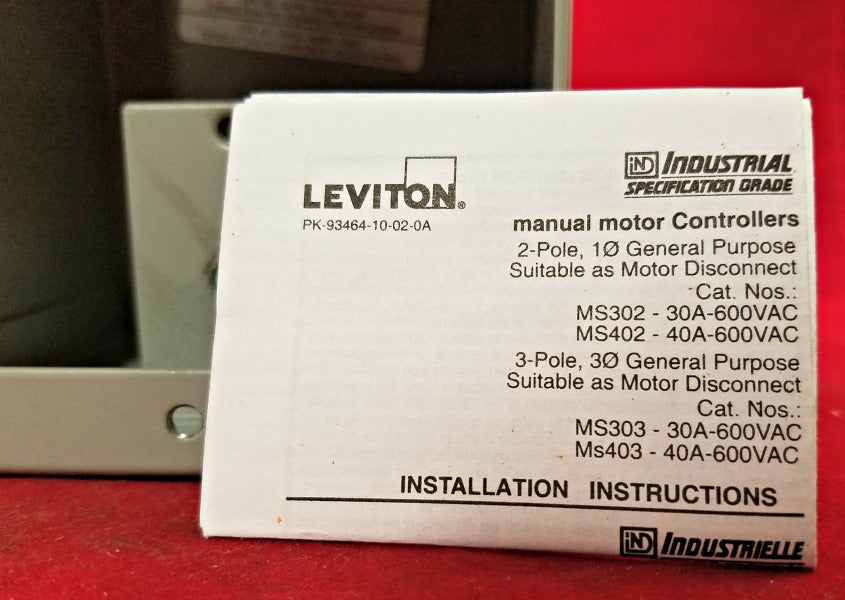 LEVITON®
PK-93464-10-02-0A
IND INDUSTRIAL
SPECIFICATION GRADE
manual motor Controllers
2-Pole, 1Ø General Purpose
Suitable as Motor Disconnect
Cat. Nos.:
MS302 - 30A-600VAC
MS402 - 40A-600VAC
3-Pole, 3Ø General Purpose
Suitable as Motor Disconnect
Cat. Nos.:
MS303 - 30A-600VAC
Ms403 - 40A-600VAC
INSTALLATION INSTRUCTIONS
IND INDUSTRIELLE